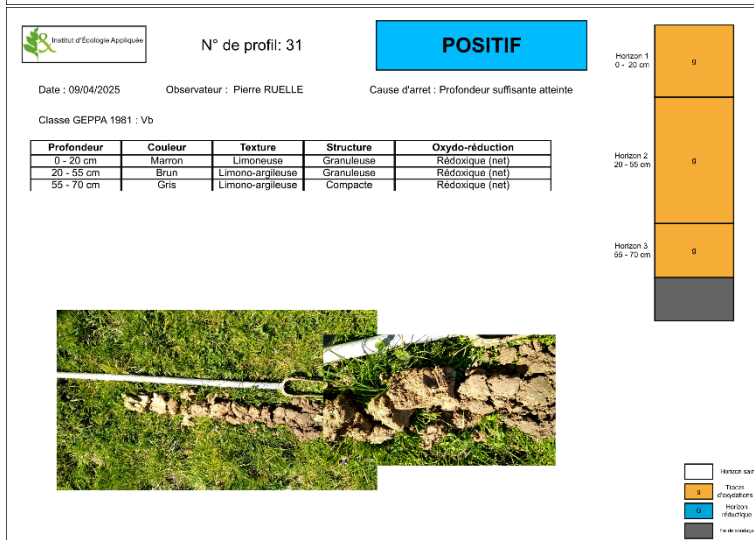 Institut d'Écologie Appliquée
N° de profil: 31
POSITIF
Date : 09/04/2025 Observateur : Pierre RUELLE Cause d'arret : Profondeur suffisante atteinte
Classe GEPPA 1981 : Vb
Profondeur Couleur Texture Structure Oxydo-réduction
0 - 20 cm Marron Limoneuse Granuleuse Rédoxique (net)
20 - 55 cm Brun Limono-argileuse Granuleuse Rédoxique (net)
55 - 70 cm Gris Limono-argileuse Compacte Rédoxique (net)
Horizon 1
0 - 20 cm
g
Horizon 2
20 - 55 cm
g
Horizon 3
55 - 70 cm
g
Horizon sain
g Traces
d'oxydations
G Horizon
réductique
Fin de sondage